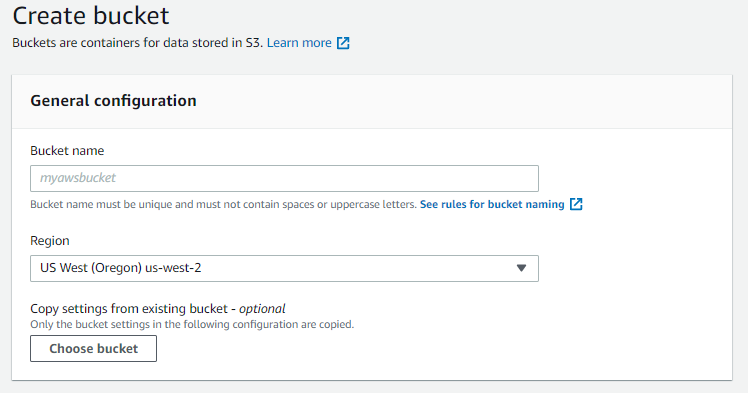 Create bucket
Buckets are containers for data stored in S3. Learn more
General configuration
Bucket name
myawsbucket
Bucket name must be unique and must not contain spaces or uppercase letters. See rules for bucket naming
Region
US West (Oregon) us-west-2
Copy settings from existing bucket - optional
Only the bucket settings in the following configuration are copied.
Choose bucket